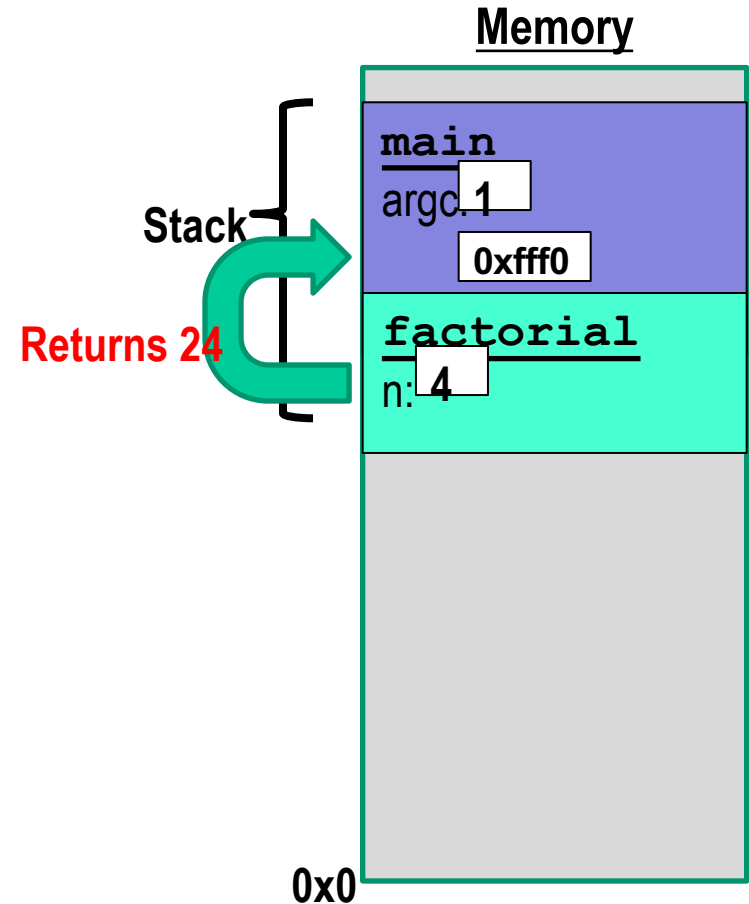 Memory
main
argc: 1
Stack
0xfff0
Returns 24
factorial
n: 4
0x0